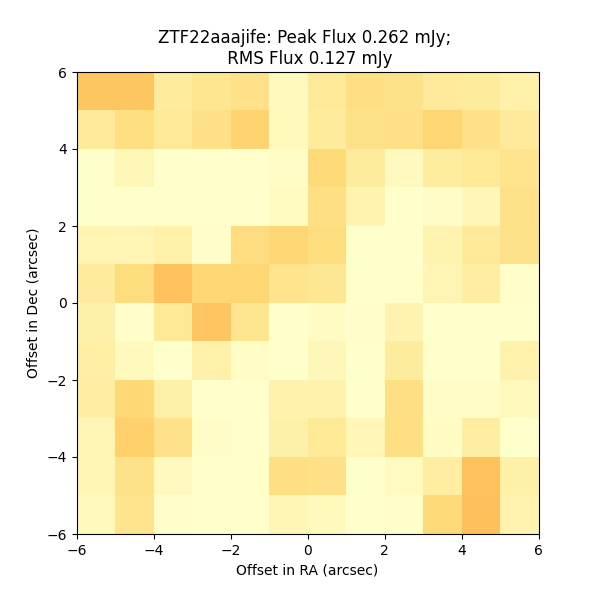 ZTF22aaajife: Peak Flux 0.262 mJy;
RMS Flux 0.127 mJy
6
4
2
0
−2
−4
−6
Offset in Dec (arcsec)
−6 −4 −2 0 2 4 6
Offset in RA (arcsec)